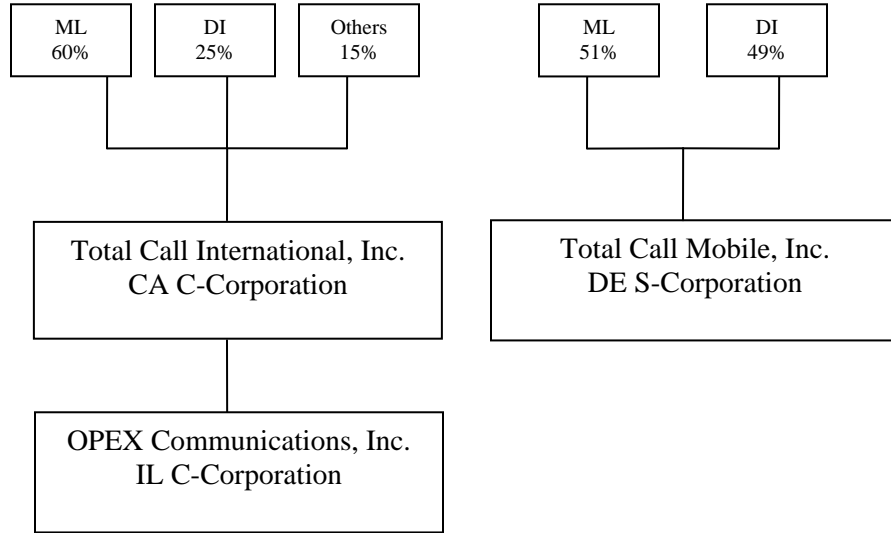 ML
60%
DI
25%
Others
15%
ML
51%
DI
49%
Total Call International, Inc.
CA C-Corporation
Total Call Mobile, Inc.
DE S-Corporation
OPEX Communications, Inc.
IL C-Corporation